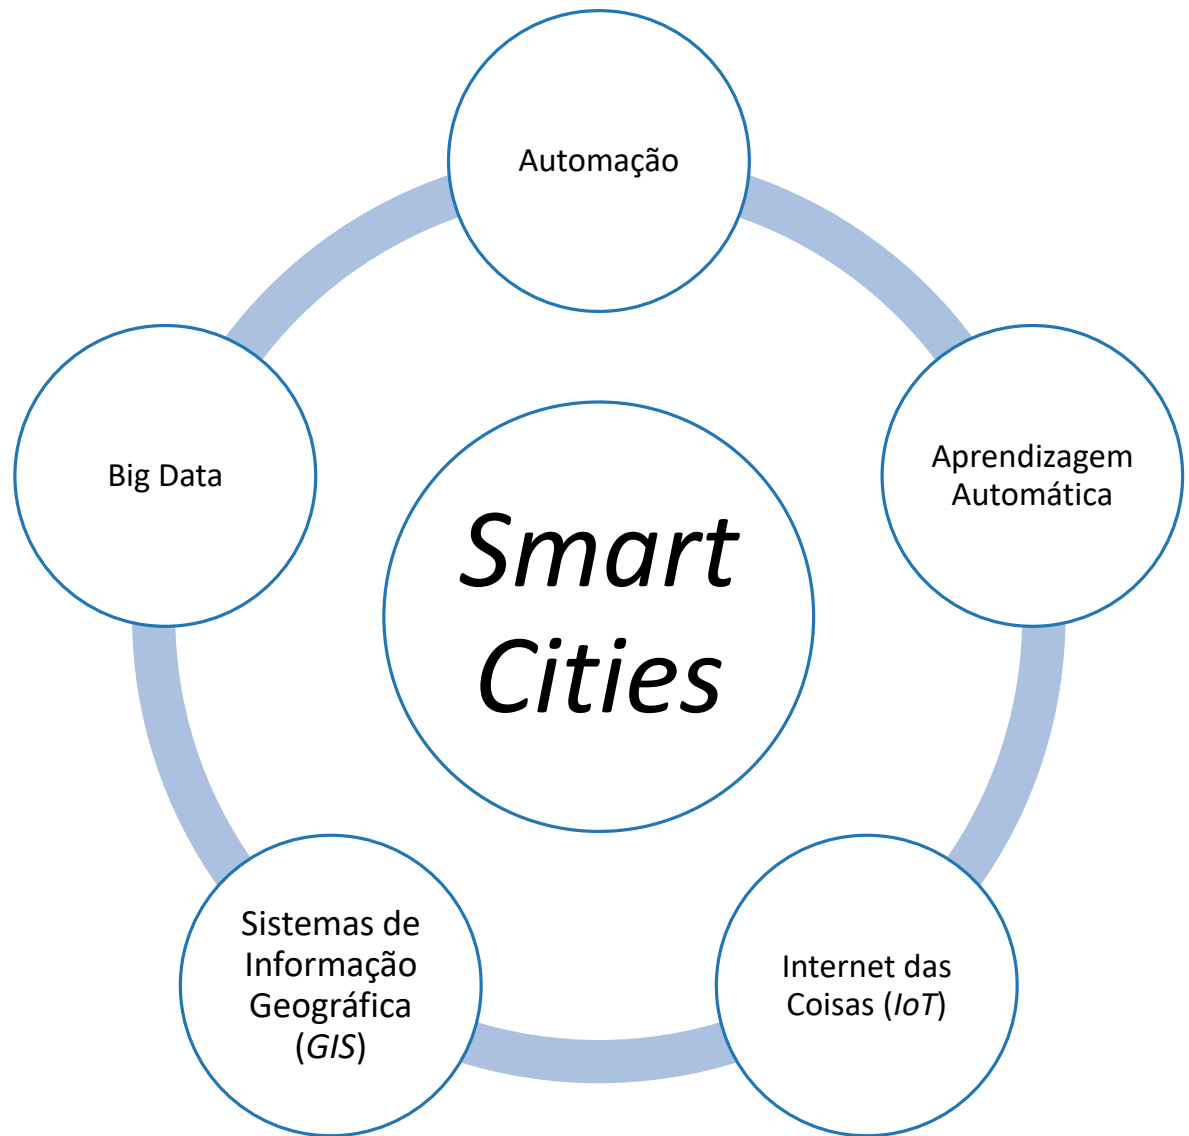 Automação
Big Data
Aprendizagem
Automática
Smart
Cities
Sistemas de
Informação
Geográfica
(GIS)
Internet das
Coisas (IoT)